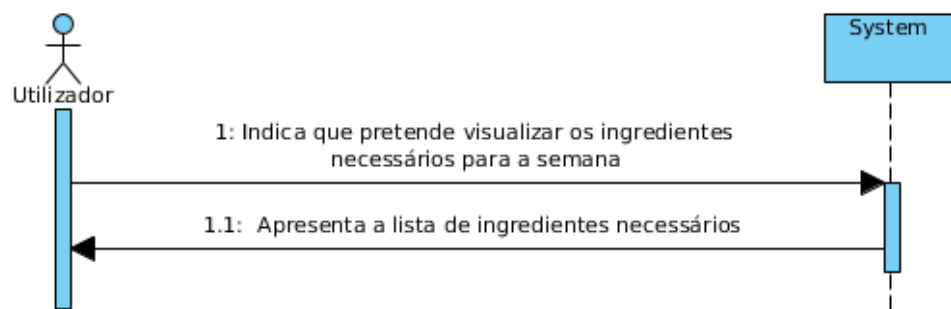 Utilizador
System
1: Indica que pretende visualizar os ingredientes
necessários para a semana
1.1:  Apresenta a lista de ingredientes necessários